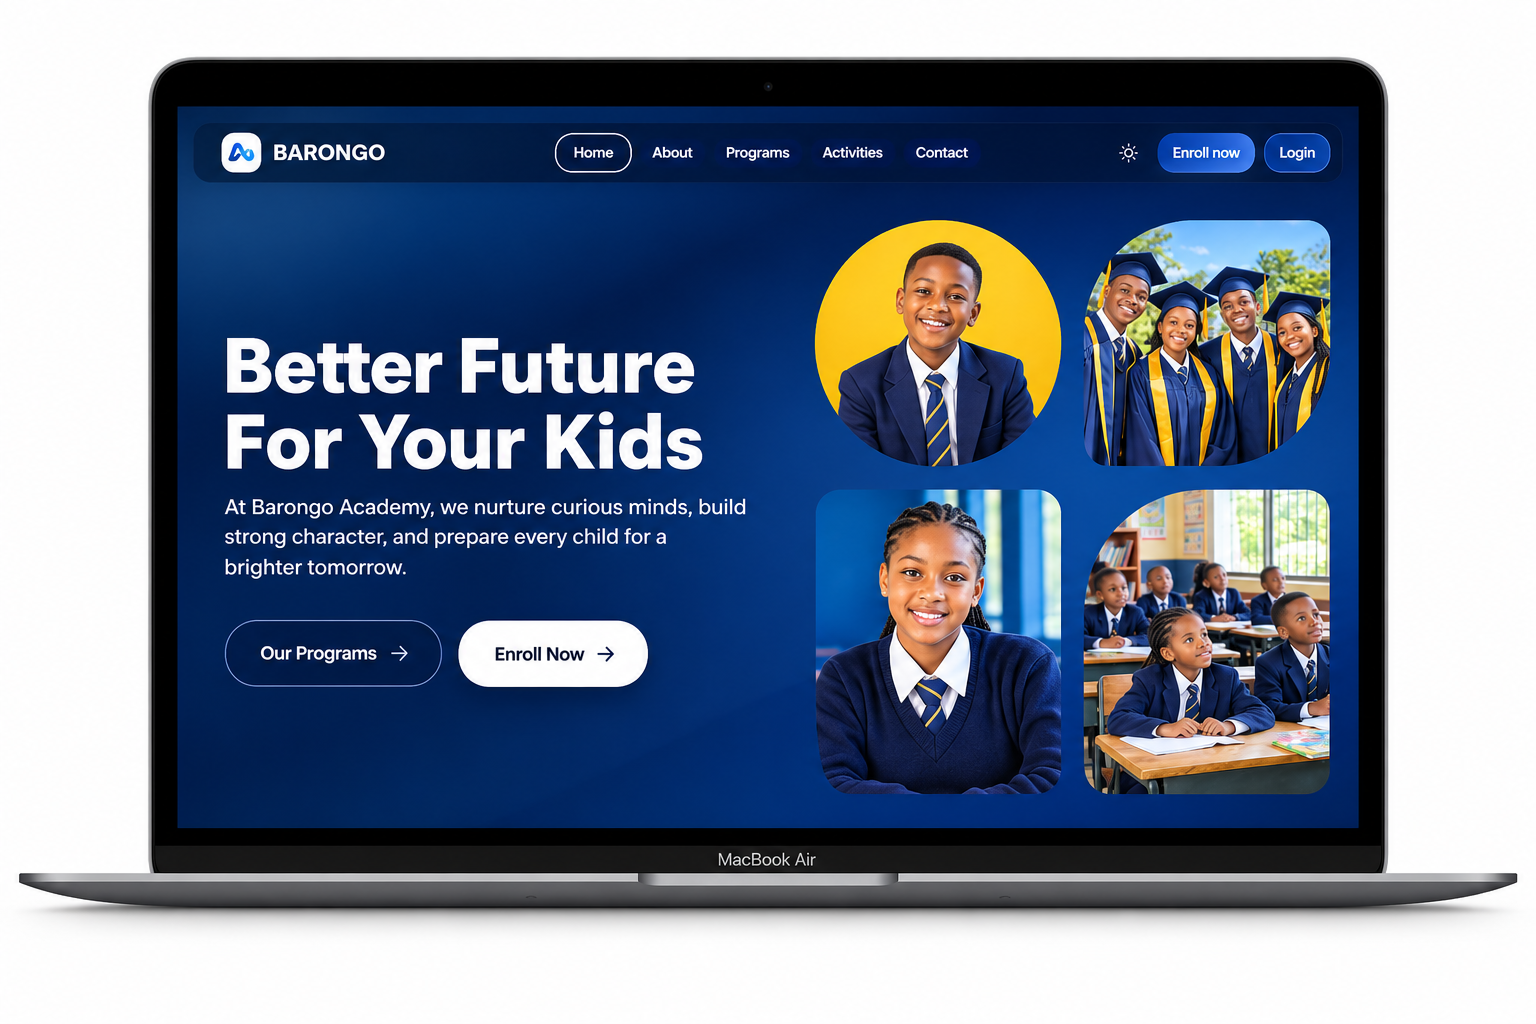 BARONGO
Home
About
Programs
Activities
Contact
Enroll now
Login
Better Future
For Your Kids
At Barongo Academy, we nurture curious minds, build
strong character, and prepare every child for a
brighter tomorrow.
Our Programs
Enroll Now
MacBook Air